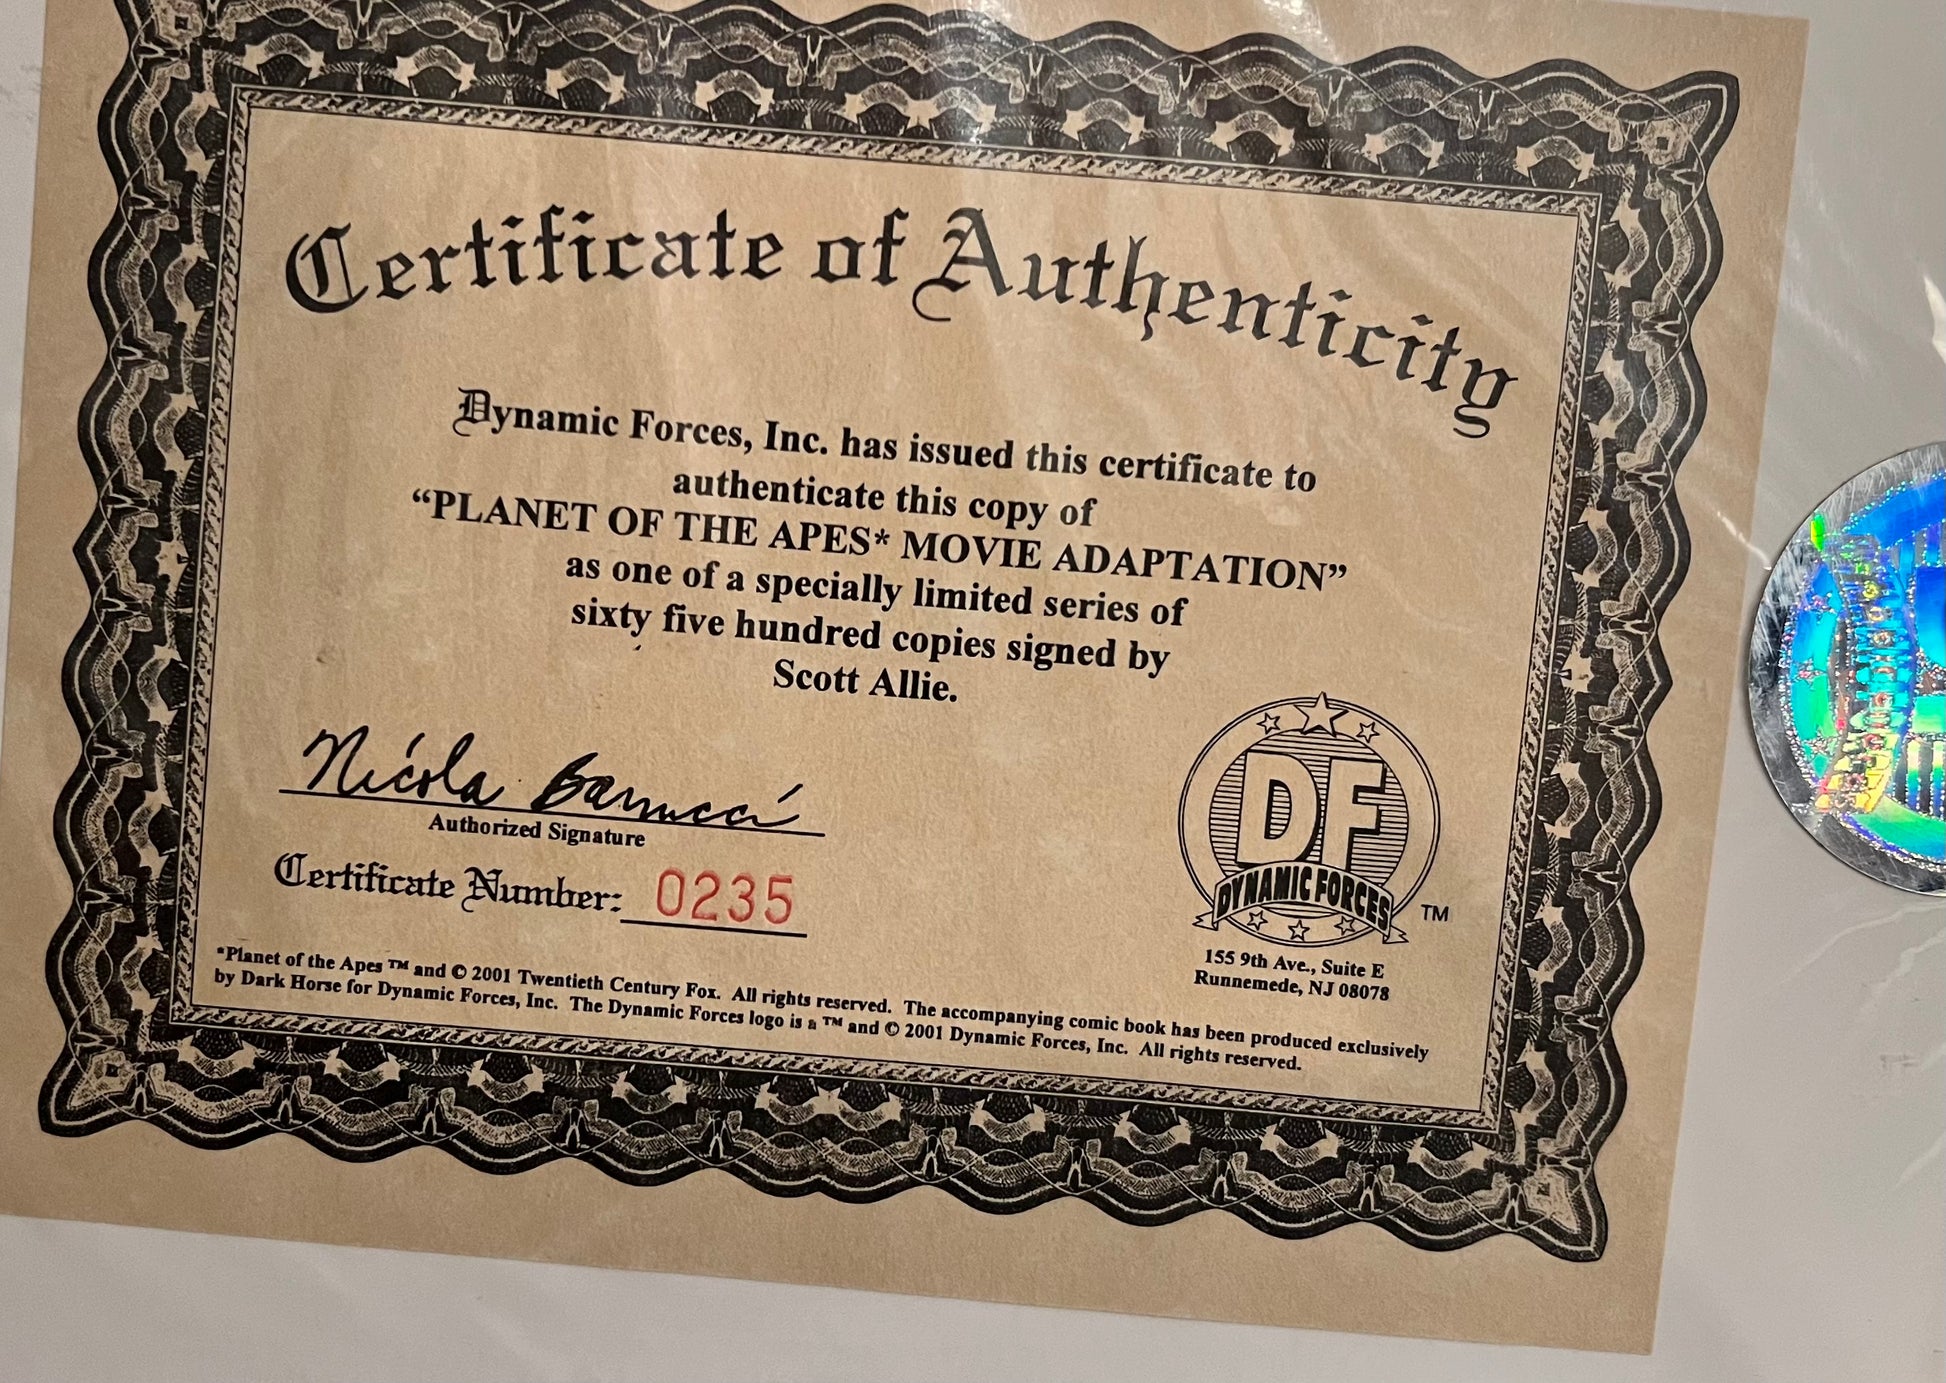 Certificate of Authenticity
Dynamic Forces, Inc. has issued this certificate to
authenticate this copy of
“PLANET OF THE APES* MOVIE ADAPTATION”
as one of a specially limited series of
sixty five hundred copies signed by
Scott Allie.
Nicola Barrucci
Authorized Signature
Certificate Number: 0235
DF
DYNAMIC FORCES
TM
155 9th Ave., Suite E
Runnemede, NJ 08078
*Planet of the Apes ™ and © 2001 Twentieth Century Fox. All rights reserved. The accompanying comic book has been produced exclusively
by Dark Horse for Dynamic Forces, Inc. The Dynamic Forces logo is a ™ and © 2001 Dynamic Forces, Inc. All rights reserved.